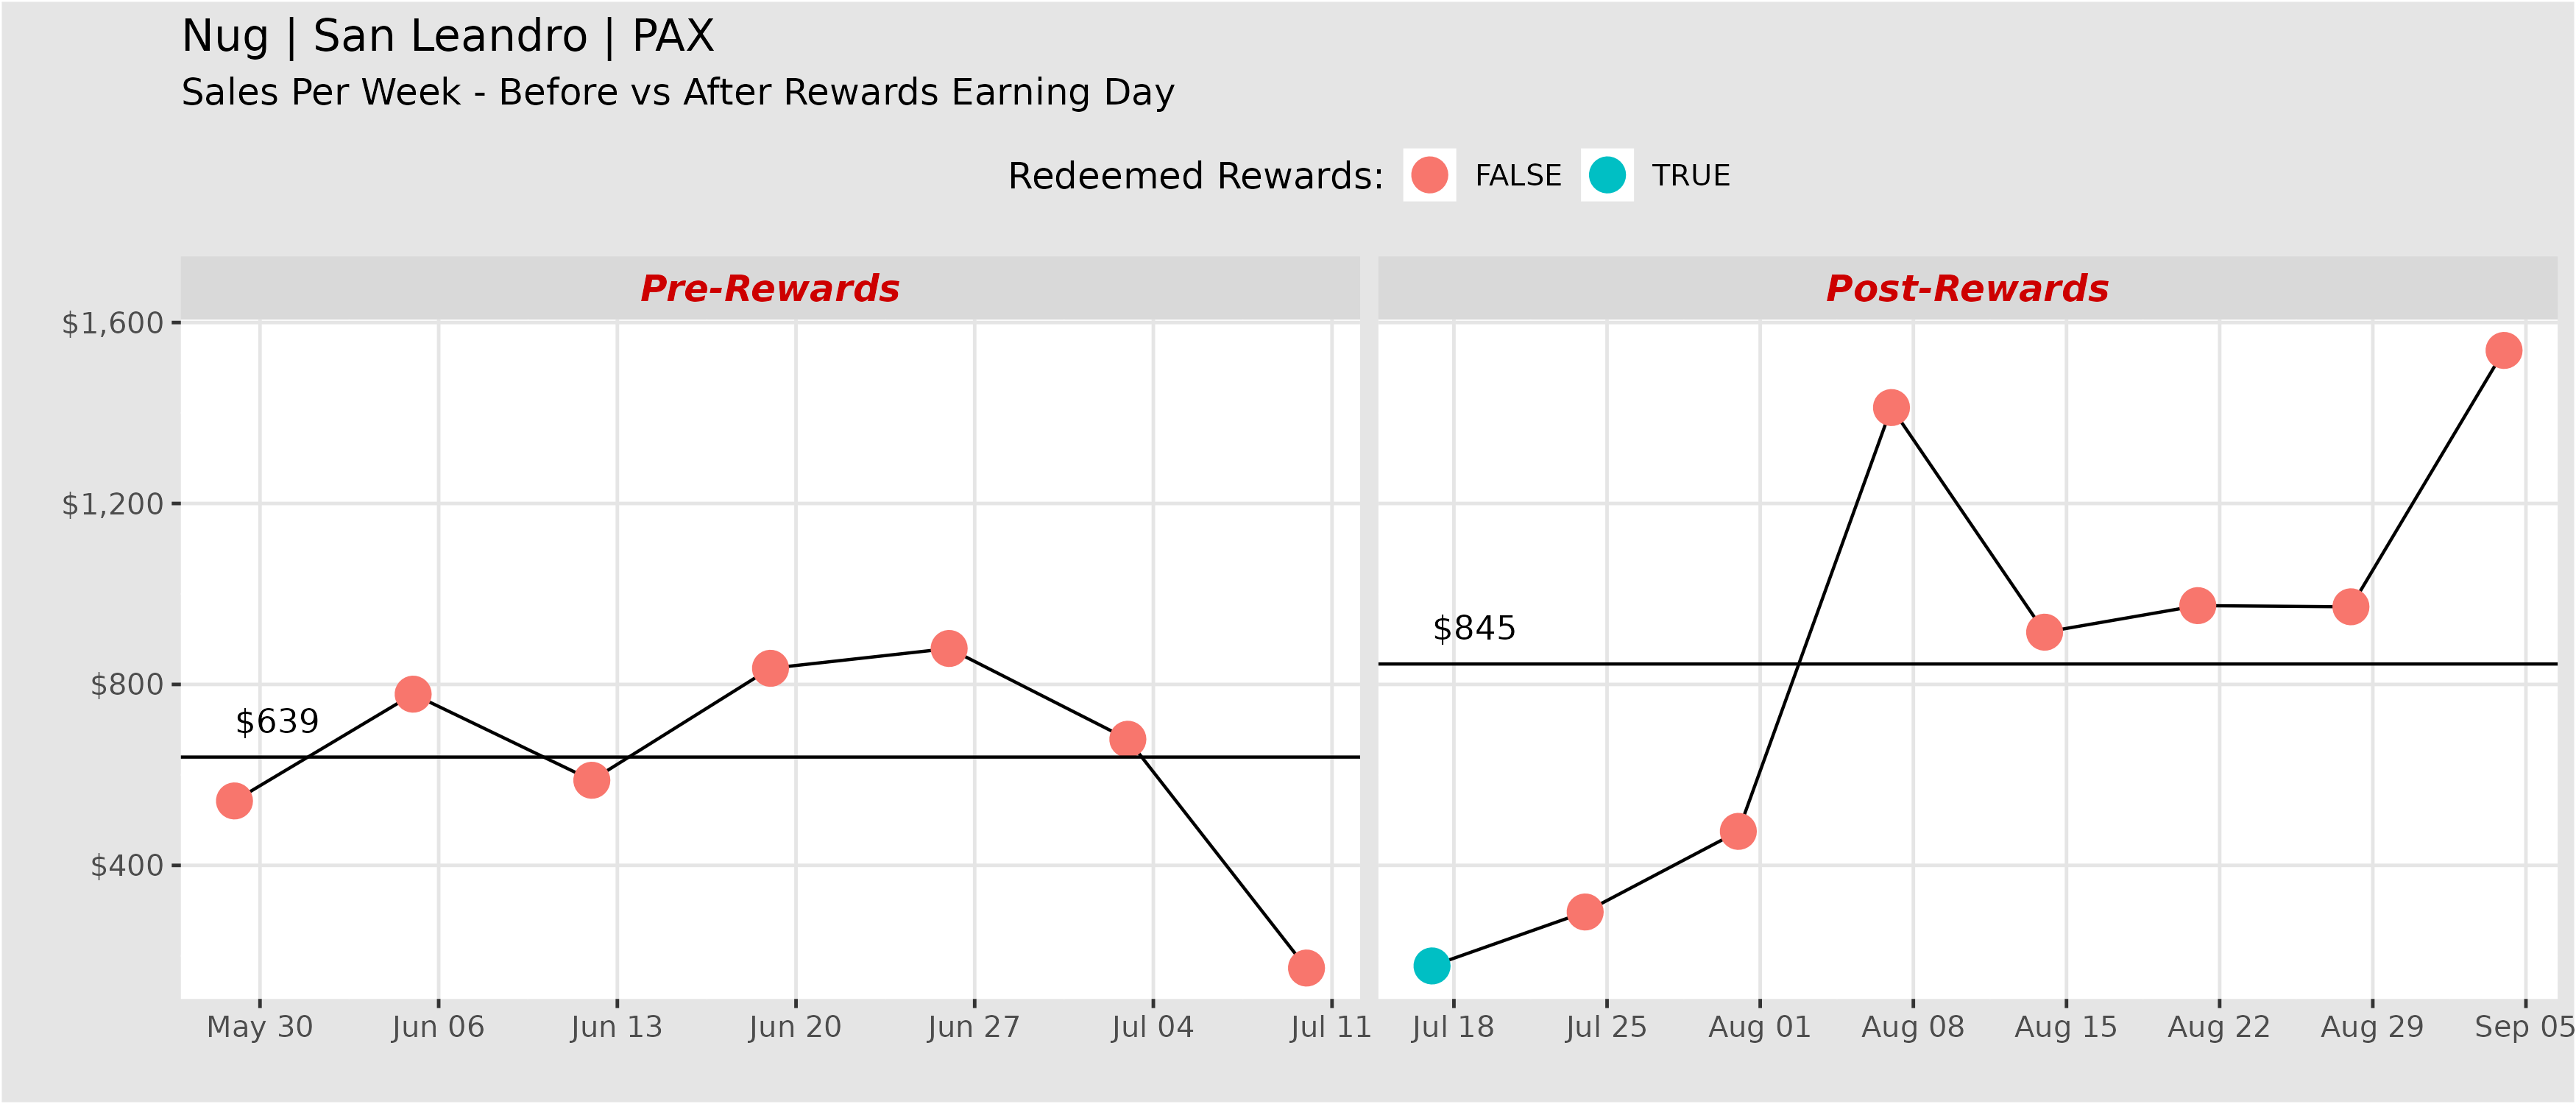 Nug | San Leandro | PAX
Sales Per Week - Before vs After Rewards Earning Day
Redeemed Rewards: FALSE TRUE
Pre-Rewards Post-Rewards
$1,600
$1,200
$800
$400
$639
$845
May 30 Jun 06 Jun 13 Jun 20 Jun 27 Jul 04 Jul 11 Jul 18 Jul 25 Aug 01 Aug 08 Aug 15 Aug 22 Aug 29 Sep 05